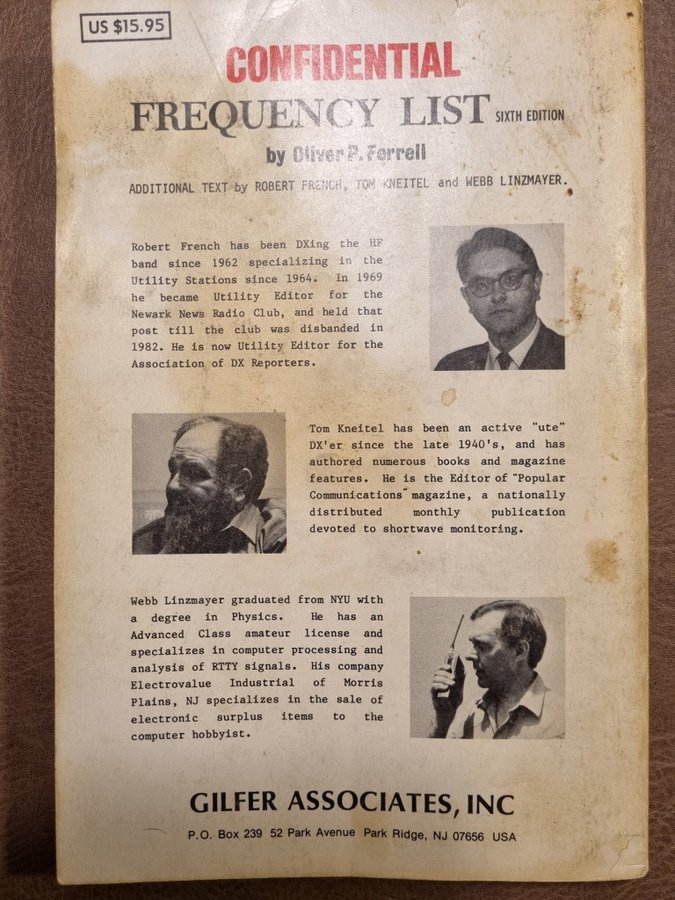 US $15.95
CONFIDENTIAL
FREQUENCY LIST SIXTH EDITION
by Oliver P. Ferrell
ADDITIONAL TEXT by ROBERT FRENCH, TOM KNEITEL and WEBB LINZMAYER.
Robert French has been DXing the HF
band since 1962 specializing in the
Utility Stations since 1964. In 1969
he became Utility Editor for the
Newark News Radio Club, and held that
post till the club was disbanded in
1982. He is now Utility Editor for the
Association of DX Reporters.
Tom Kneitel has been an active "ute"
DX'er since the late 1940's, and has
authored numerous books and magazine
features. He is the Editor of "Popular
Communications" magazine, a nationally
distributed monthly publication
devoted to shortwave monitoring.
Webb Linzmayer graduated from NYU with
a degree in Physics. He has an
Advanced Class amateur license and
specializes in computer processing and
analysis of RTTY signals. His company
Electrovalue Industrial of Morris
Plains, NJ specializes in the sale of
electronic surplus items to the
computer hobbyist.
GILFER ASSOCIATES, INC
P.O. Box 239 52 Park Avenue Park Ridge, NJ 07656 USA